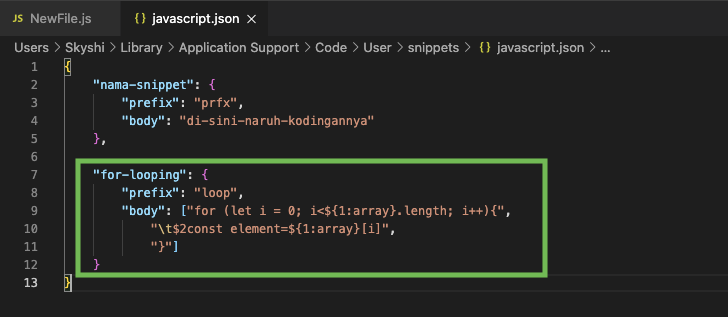 JS NewFile.js {} javascript.json ×
Users > Skyshi > Library > Application Support > Code > User > snippets > {} javascript.json > ...
1 {
2 "nama-snippet": {
3 "prefix": "prfx",
4 "body": "di-sini-naruh-kodingannya"
5 },
6
7 "for-looping": {
8 "prefix": "loop",
9 "body": ["for (let i = 0; i<${1:array}.length; i++){",
10 "\t$2const element=${1:array}[i]",
11 "}"]
12 }
13 }